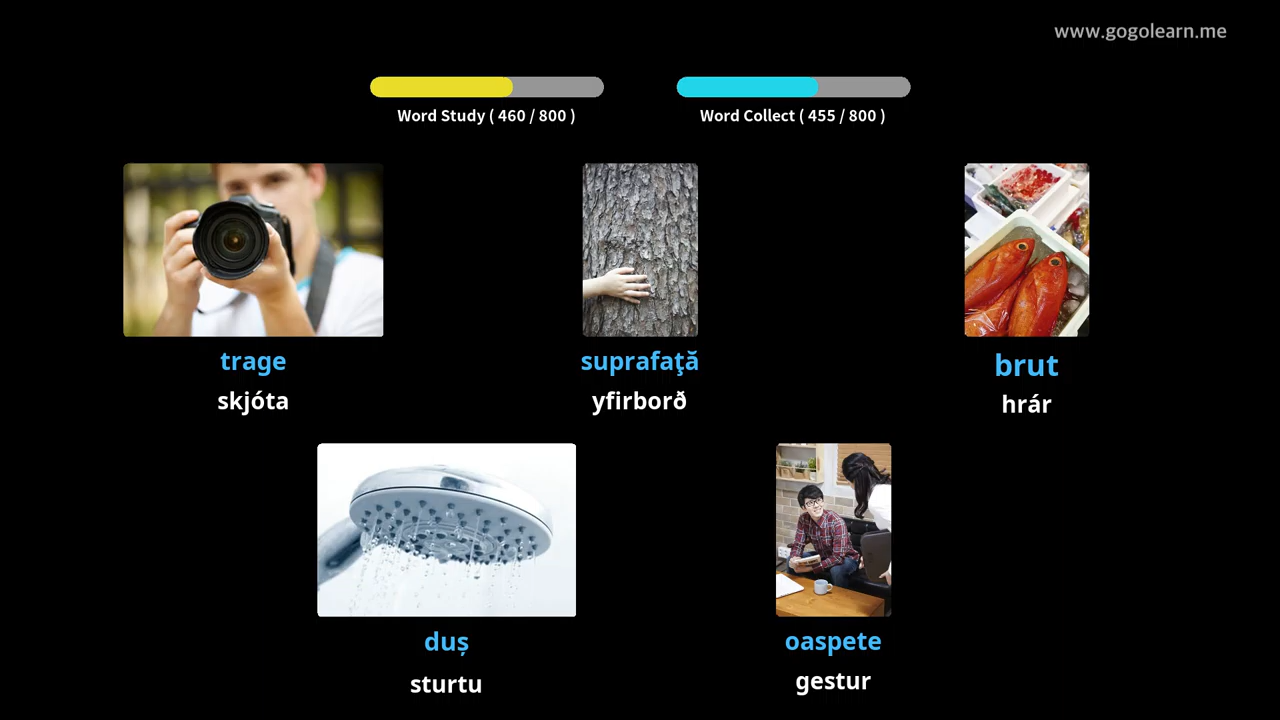 www.gogolearn.me
Word Study ( 460 / 800 )
Word Collect ( 455 / 800 )
trage
suprafaţă
brut
skjóta
yfirborð
hrár
duș
oaspete
sturtu
gestur